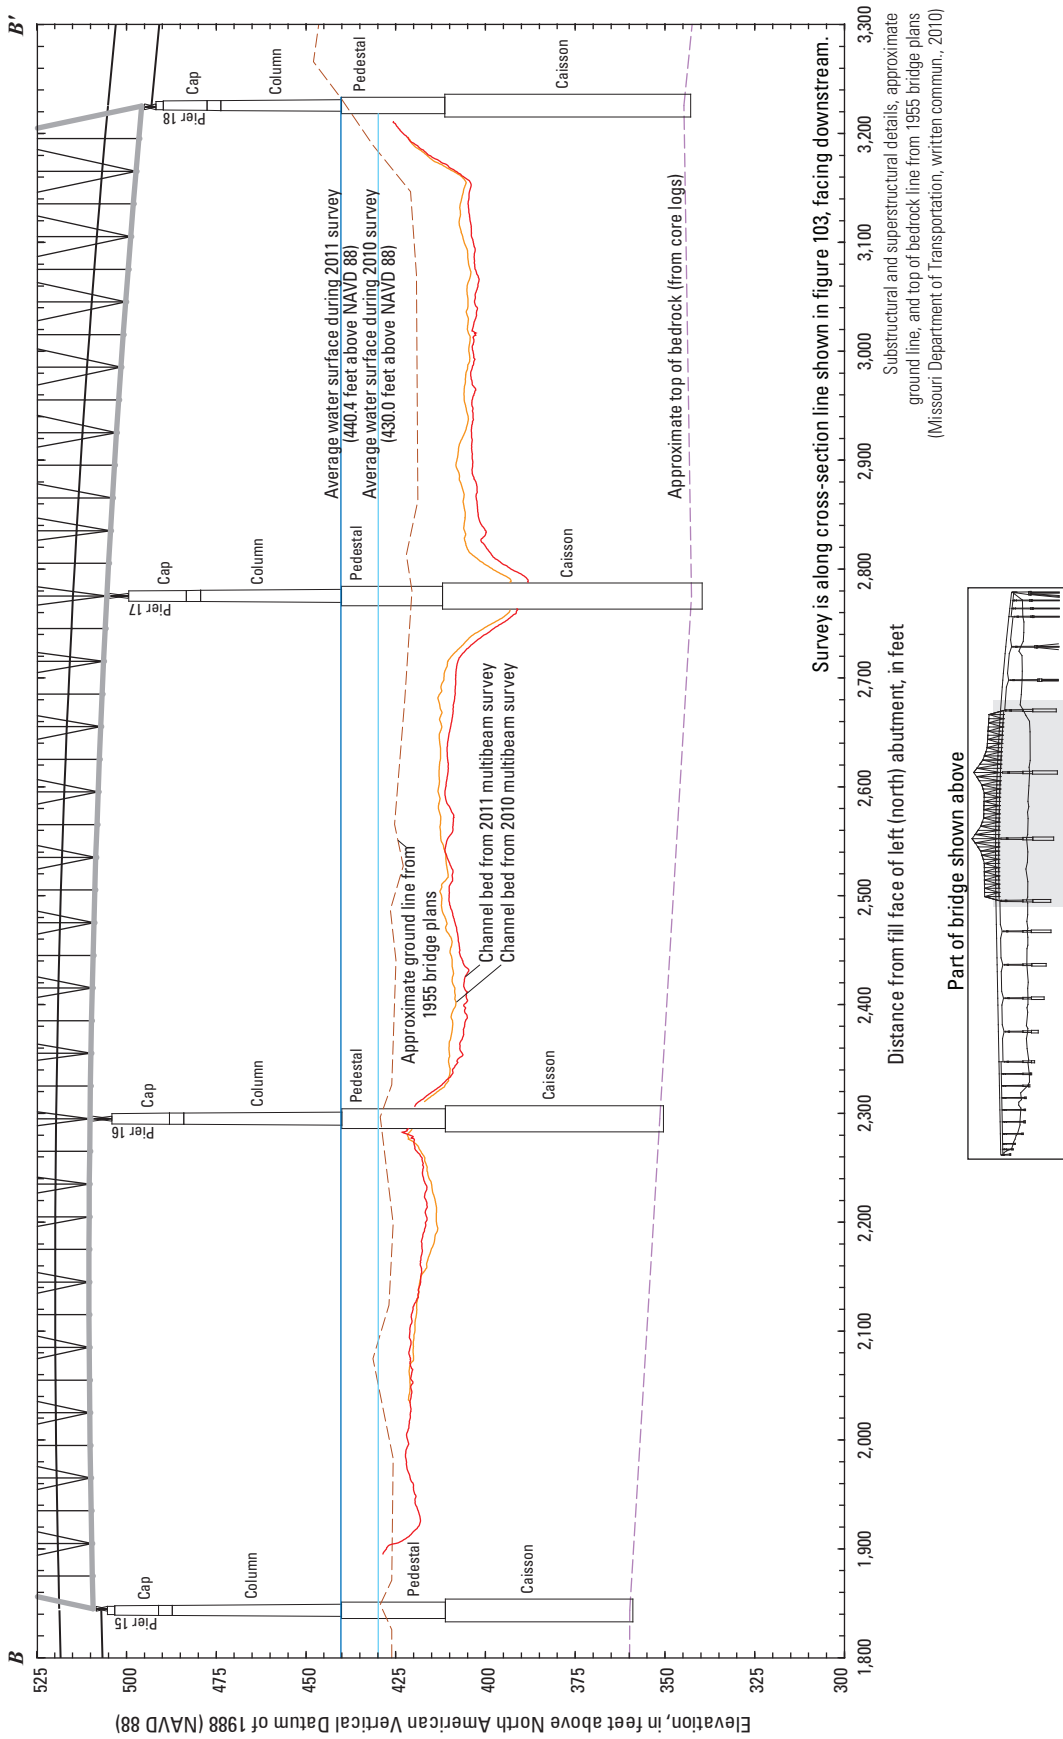 B
B'
Elevation, in feet above North American Vertical Datum of 1988 (NAVD 88)
525
500
475
450
425
400
375
350
325
300
Pier 15
Cap
Column
Pedestal
Caisson
Pier 16
Cap
Column
Pedestal
Caisson
Pier 17
Cap
Column
Pedestal
Caisson
Pier 18
Cap
Column
Pedestal
Caisson
Average water surface during 2011 survey
(440.4 feet above NAVD 88)
Average water surface during 2010 survey
(430.0 feet above NAVD 88)
Approximate ground line from
1955 bridge plans
Channel bed from 2011 multibeam survey
Channel bed from 2010 multibeam survey
Approximate top of bedrock (from core logs)
Survey is along cross-section line shown in figure 103, facing downstream.
1,800
1,900
2,000
2,100
2,200
2,300
2,400
2,500
2,600
2,700
2,800
2,900
3,000
3,100
3,200
3,300
Distance from fill face of left (north) abutment, in feet
Substructural and superstructural details, approximate
ground line, and top of bedrock line from 1955 bridge plans
(Missouri Department of Transportation, written commun., 2010)
Part of bridge shown above